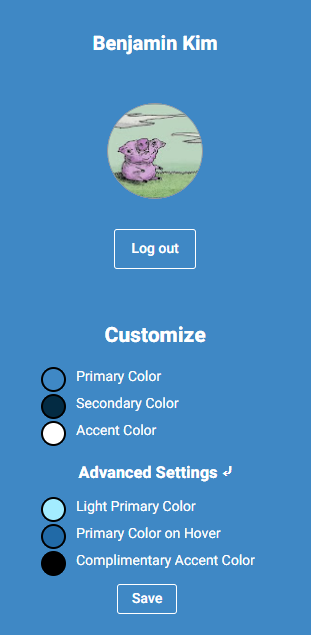 Benjamin Kim
Log out
Customize
Primary Color
Secondary Color
Accent Color
Advanced Settings ⤶
Light Primary Color
Primary Color on Hover
Complimentary Accent Color
Save